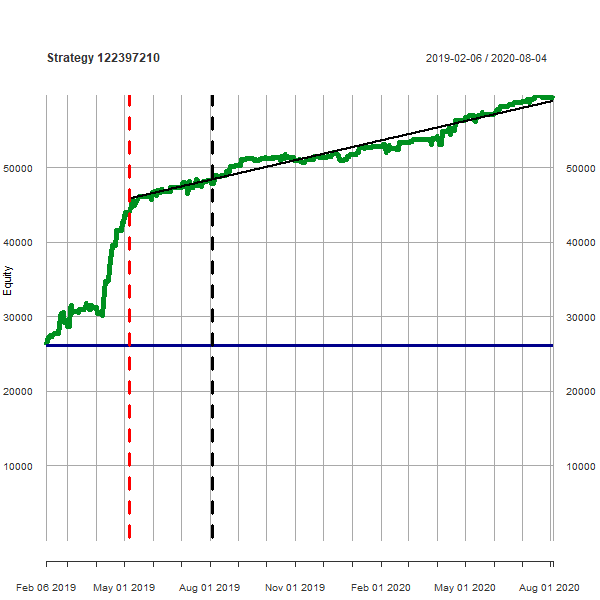 Strategy 122397210
2019-02-06 / 2020-08-04
Equity
50000
50000
40000
40000
30000
30000
20000
20000
10000
10000
Feb 06 2019
May 01 2019
Aug 01 2019
Nov 01 2019
Feb 01 2020
May 01 2020
Aug 01 2020